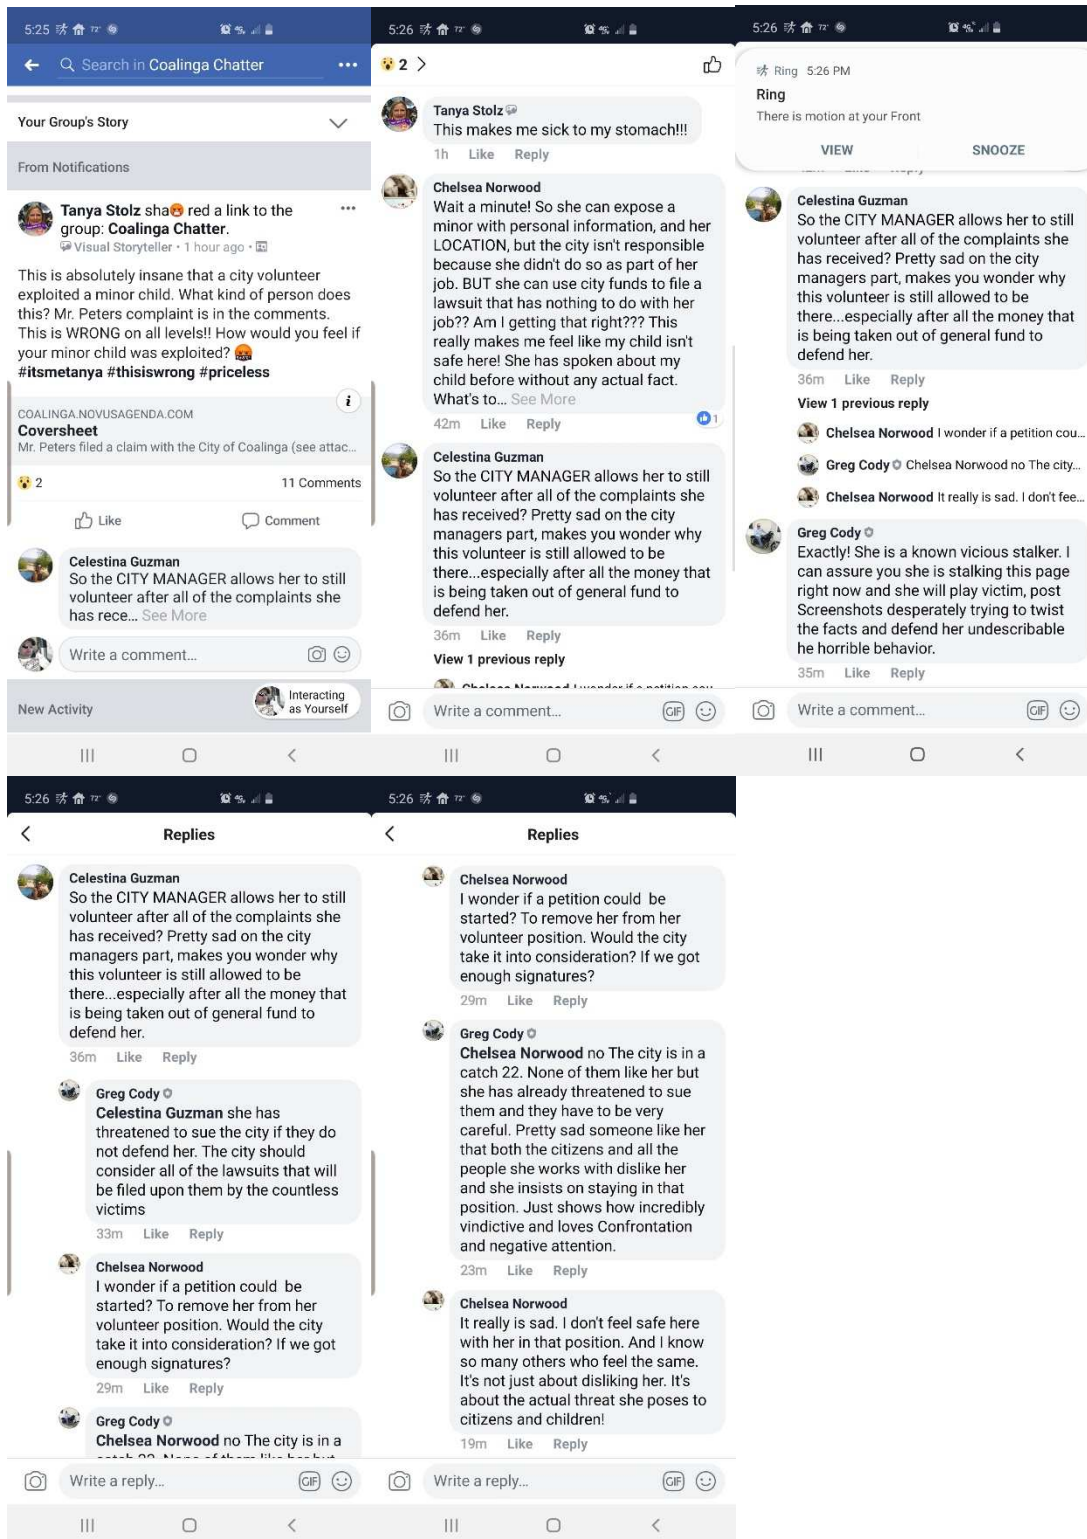 5:25 72°
Search in Coalinga Chatter
Your Group's Story
From Notifications
Tanya Stolz sha red a link to the
group: Coalinga Chatter.
Visual Storyteller • 1 hour ago •
This is absolutely insane that a city volunteer
exploited a minor child. What kind of person does
this? Mr. Peters complaint is in the comments.
This is WRONG on all levels!! How would you feel if
your minor child was exploited?
#itsmetanya #thisiswrong #priceless
COALINGA.NOVUSAGENDA.COM
Coversheet
Mr. Peters filed a claim with the City of Coalinga (see attac...
2 11 Comments
Like Comment
Celestina Guzman
So the CITY MANAGER allows her to still
volunteer after all of the complaints she
has rece... See More
Write a comment...
New Activity
Interacting
as Yourself
5:26 72°
2
Tanya Stolz
This makes me sick to my stomach!!!
1h Like Reply
Chelsea Norwood
Wait a minute! So she can expose a
minor with personal information, and her
LOCATION, but the city isn't responsible
because she didn't do so as part of her
job. BUT she can use city funds to file a
lawsuit that has nothing to do with her
job?? Am I getting that right??? This
really makes me feel like my child isn't
safe here! She has spoken about my
child before without any actual fact.
What's to... See More
42m Like Reply 1
Celestina Guzman
So the CITY MANAGER allows her to still
volunteer after all of the complaints she
has received? Pretty sad on the city
managers part, makes you wonder why
this volunteer is still allowed to be
there...especially after all the money that
is being taken out of general fund to
defend her.
36m Like Reply
View 1 previous reply
Write a comment...
GIF
5:26 72°
Ring 5:26 PM
Ring
There is motion at your Front
VIEW SNOOZE
Celestina Guzman
So the CITY MANAGER allows her to still
volunteer after all of the complaints she
has received? Pretty sad on the city
managers part, makes you wonder why
this volunteer is still allowed to be
there...especially after all the money that
is being taken out of general fund to
defend her.
36m Like Reply
View 1 previous reply
Chelsea Norwood I wonder if a petition cou...
Greg Cody Chelsea Norwood no The city...
Chelsea Norwood It really is sad. I don't fee...
Greg Cody
Exactly! She is a known vicious stalker. I
can assure you she is stalking this page
right now and she will play victim, post
Screenshots desperately trying to twist
the facts and defend her undescribable
he horrible behavior.
35m Like Reply
Write a comment...
GIF
5:26 72°
Replies
Celestina Guzman
So the CITY MANAGER allows her to still
volunteer after all of the complaints she
has received? Pretty sad on the city
managers part, makes you wonder why
this volunteer is still allowed to be
there...especially after all the money that
is being taken out of general fund to
defend her.
36m Like Reply
Greg Cody
Celestina Guzman she has
threatened to sue the city if they do
not defend her. The city should
consider all of the lawsuits that will
be filed upon them by the countless
victims
33m Like Reply
Chelsea Norwood
I wonder if a petition could be
started? To remove her from her
volunteer position. Would the city
take it into consideration? If we got
enough signatures?
29m Like Reply
Greg Cody
Chelsea Norwood no The city is in a
Write a reply...
GIF
5:26 72°
Replies
Chelsea Norwood
I wonder if a petition could be
started? To remove her from her
volunteer position. Would the city
take it into consideration? If we got
enough signatures?
29m Like Reply
Greg Cody
Chelsea Norwood no The city is in a
catch 22. None of them like her but
she has already threatened to sue
them and they have to be very
careful. Pretty sad someone like her
that both the citizens and all the
people she works with dislike her
and she insists on staying in that
position. Just shows how incredibly
vindictive and loves Confrontation
and negative attention.
23m Like Reply
Chelsea Norwood
It really is sad. I don't feel safe here
with her in that position. And I know
so many others who feel the same.
It's not just about disliking her. It's
about the actual threat she poses to
citizens and children!
19m Like Reply
Write a reply...
GIF